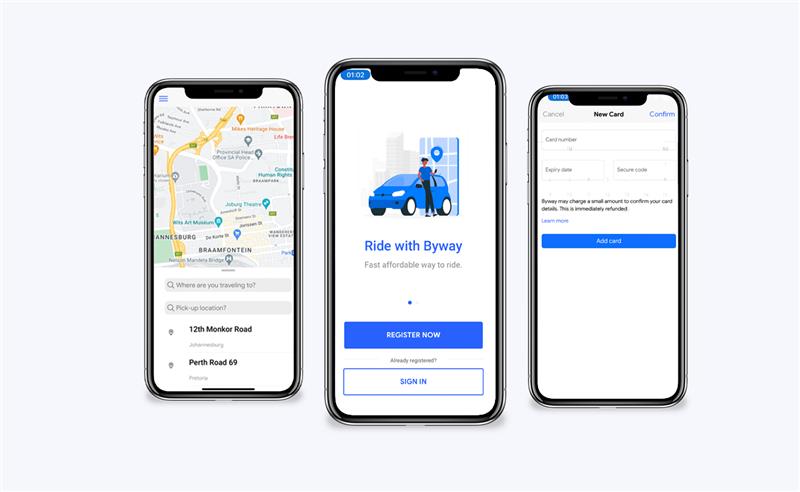 Mikes Heritage House
Provincial Head
Office SA Police
BRAAMPARK
Constit
Human Rights
Joburg Theatre
Wits Art Museum
De Korte St
Jorissen St
ANNESBURG
BRAAMFONTEIN
Nelson Mandela Bridge
Where are you traveling to?
Pick-up location?
12th Monkor Road
Johannesburg
Perth Road 69
Pretoria
01:02
Ride with Byway
Fast affordable way to ride.
REGISTER NOW
Already registered?
SIGN IN
01:03
Cancel New Card Confirm
Card number
Expiry date Secure code
Byway may charge a small amount to confirm your card
details. This is immediately refunded
Learn more
Add card